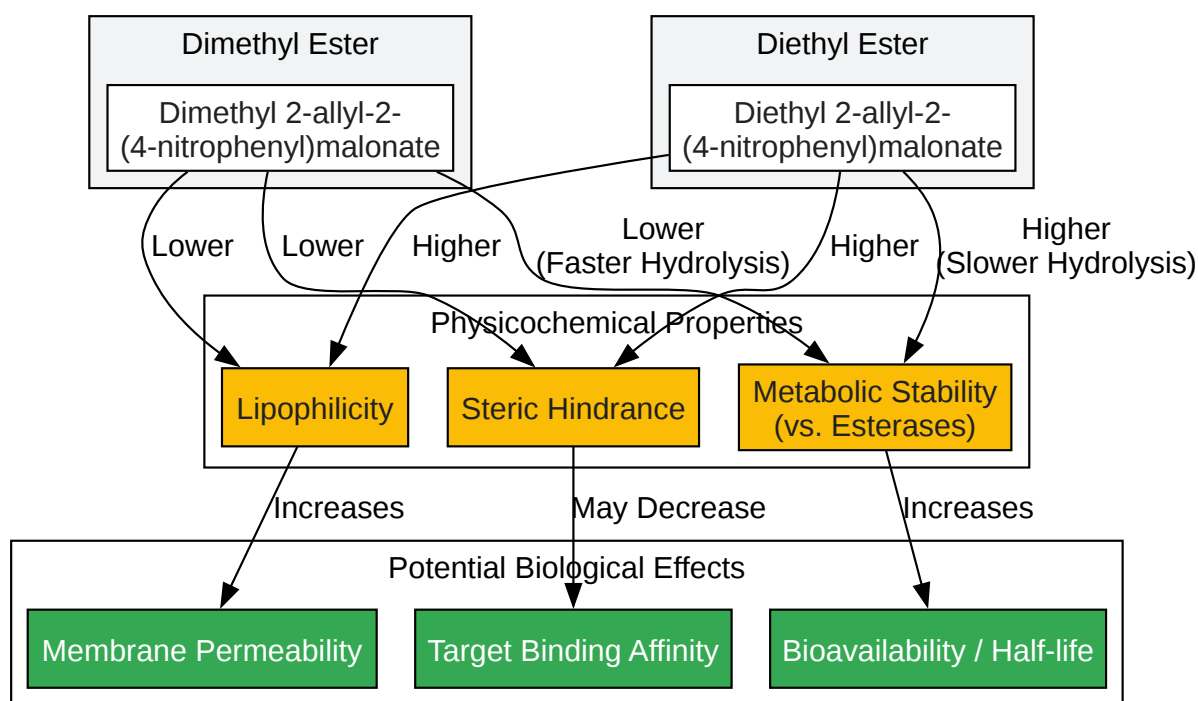 Dimethyl Ester
Diethyl Ester
Dimethyl 2-allyl-2-
(4-nitrophenyl)malonate
Diethyl 2-allyl-2-
(4-nitrophenyl)malonate
Lower
Lower
Higher
Lower
(Faster Hydrolysis)
Higher
Higher
(Slower Hydrolysis)
Physicochemical Properties
Lipophilicity
Steric Hindrance
Metabolic Stability
(vs. Esterases)
Increases
May Decrease
Increases
Potential Biological Effects
Membrane Permeability
Target Binding Affinity
Bioavailability / Half-life